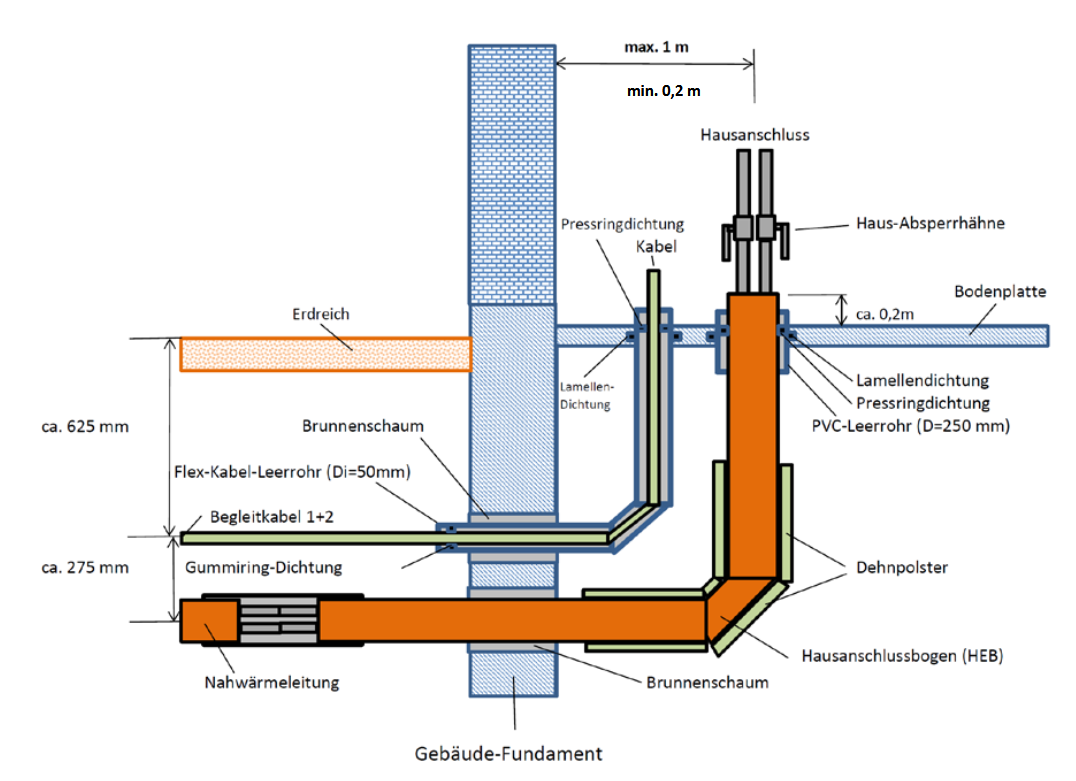 max. 1 m
min. 0,2 m
Hausanschluss
Pressringdichtung
Kabel
Haus-Absperrhähne
Erdreich
Bodenplatte
ca. 0,2m
Lamellen-
Dichtung
Lamellendichtung
Pressringdichtung
PVC-Leerrohr (D=250 mm)
ca. 625 mm
Brunnenschaum
Flex-Kabel-Leerrohr (Di=50mm)
Begleitkabel 1+2
ca. 275 mm
Gummiring-Dichtung
Dehnpolster
Hausanschlussbogen (HEB)
Nahwärmeleitung
Brunnenschaum
Gebäude-Fundament